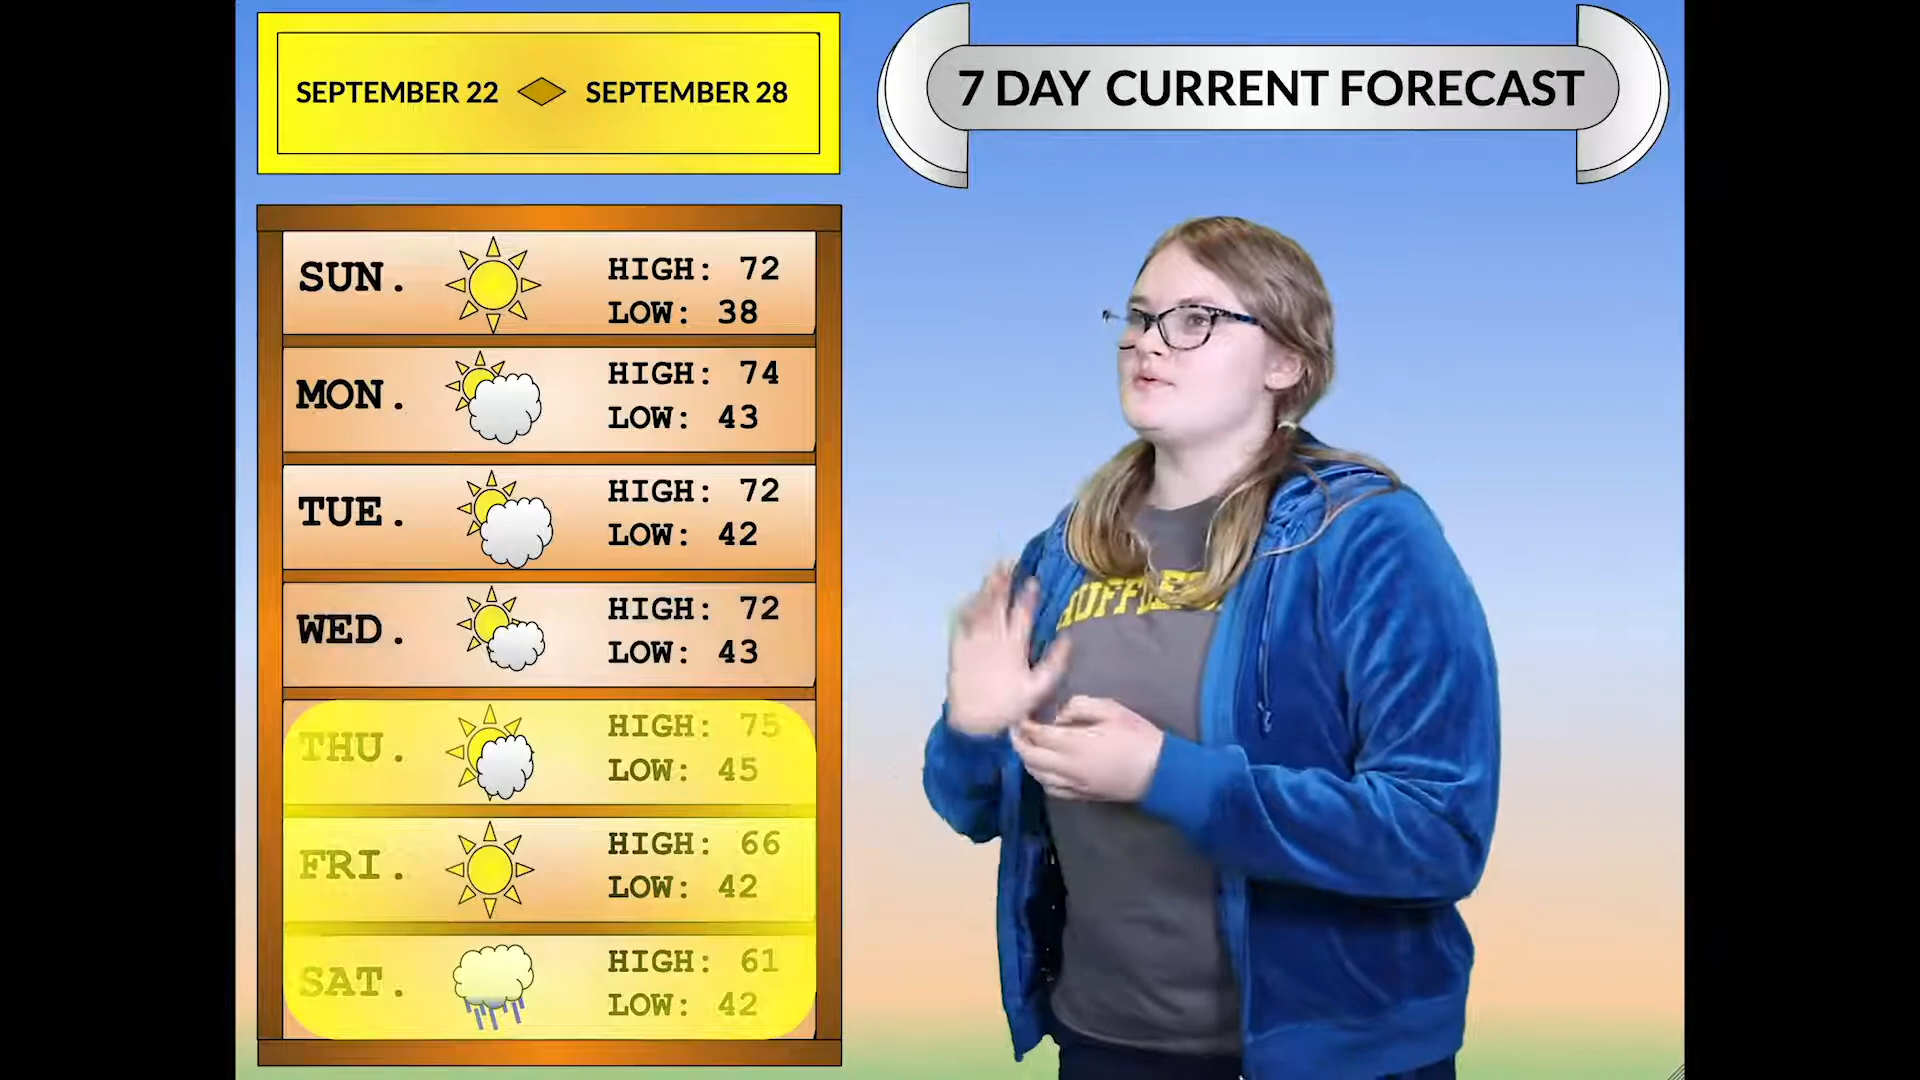 SEPTEMBER 22 SEPTEMBER 28
7 DAY CURRENT FORECAST
SUN. HIGH: 72
LOW: 38
MON. HIGH: 74
LOW: 43
TUE. HIGH: 72
LOW: 42
WED. HIGH: 72
LOW: 43
THU. HIGH: 75
LOW: 45
FRI. HIGH: 66
LOW: 42
SAT. HIGH: 61
LOW: 42